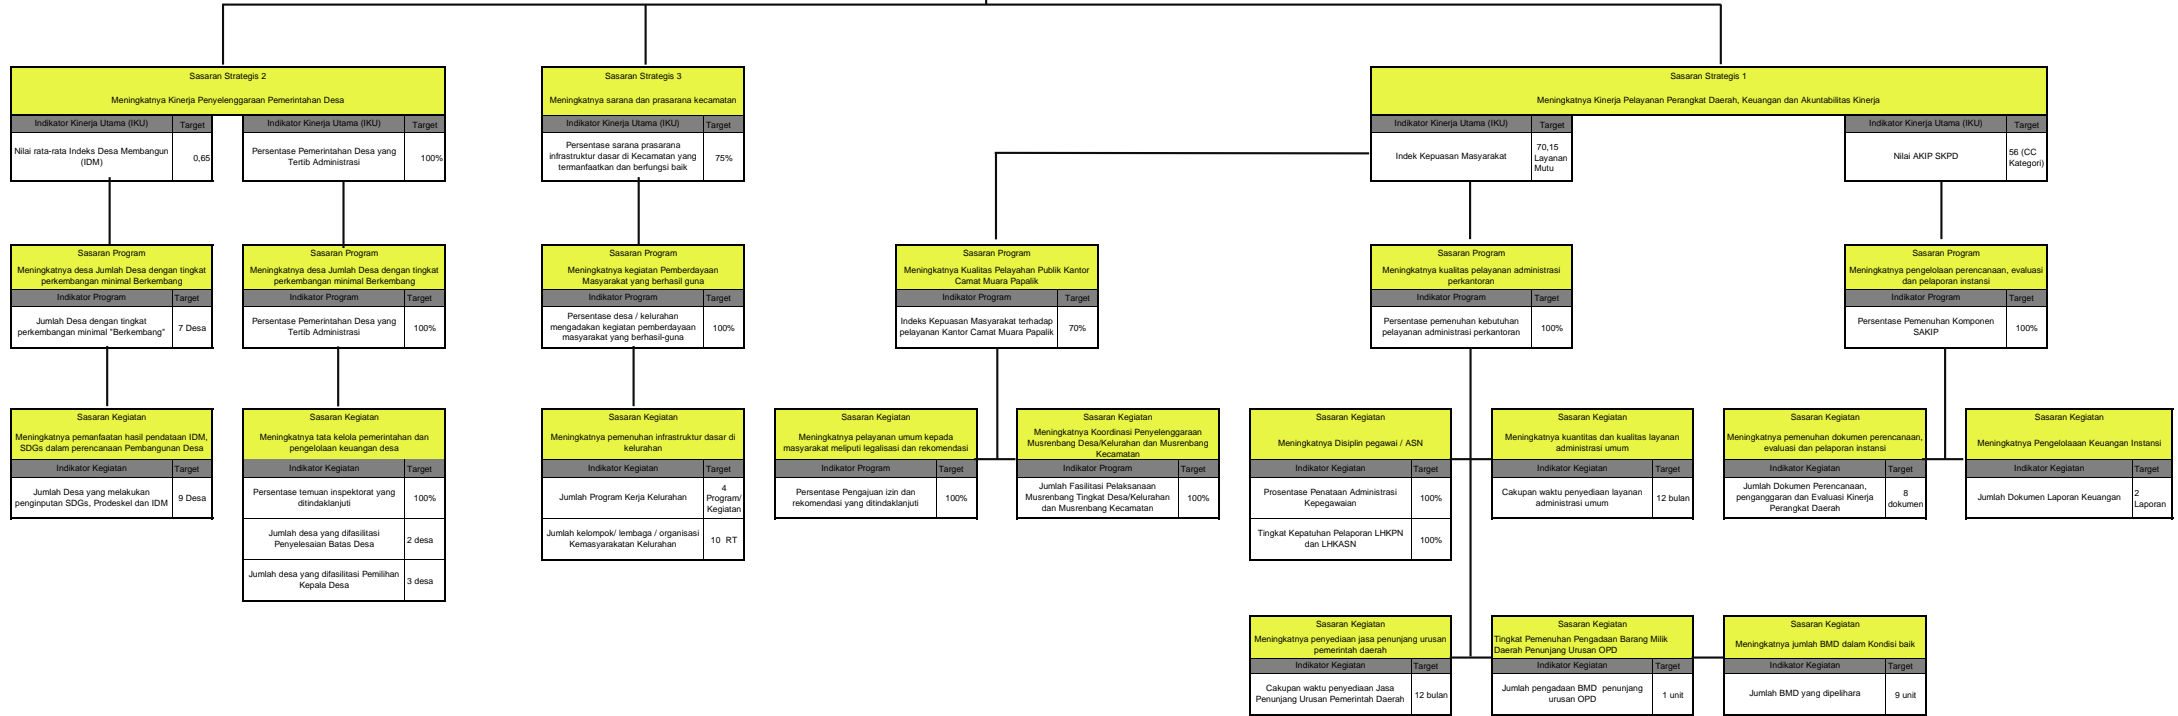 Sasaran Strategis 2
Meningkatnya Kinerja Penyelenggaraan Pemerintahan Desa
Indikator Kinerja Utama (IKU)
Target
Nilai rata-rata Indeks Desa Membangun
(IDM)
0,65
Indikator Kinerja Utama (IKU)
Target
Persentase Pemerintahan Desa yang
Tertib Administrasi
100%
Sasaran Strategis 3
Meningkatnya sarana dan prasarana kecamatan
Indikator Kinerja Utama (IKU)
Target
Persentase sarana prasarana
infrastruktur dasar di Kecamatan yang
termanfaatkan dan berfungsi baik
75%
Sasaran Strategis 1
Meningkatnya Kinerja Pelayanan Perangkat Daerah, Keuangan dan Akuntabilitas Kinerja
Indikator Kinerja Utama (IKU)
Target
Indek Kepuasan Masyarakat
70,15
Layanan
Mutu
Indikator Kinerja Utama (IKU)
Target
Nilai AKIP SKPD
56 (CC
Kategori)
Sasaran Program
Meningkatnya desa Jumlah Desa dengan tingkat
perkembangan minimal Berkembang
Indikator Program
Target
Jumlah Desa dengan tingkat
perkembangan minimal "Berkembang"
7 Desa
Sasaran Program
Meningkatnya desa Jumlah Desa dengan tingkat
perkembangan minimal Berkembang
Indikator Program
Target
Persentase Pemerintahan Desa yang
Tertib Administrasi
100%
Sasaran Program
Meningkatnya kegiatan Pemberdayaan
Masyarakat yang berhasil guna
Indikator Program
Target
Persentase desa / kelurahan
mengadakan kegiatan pemberdayaan
masyarakat yang berhasil-guna
100%
Sasaran Program
Meningkatnya Kualitas Pelayahan Publik Kantor
Camat Muara Papalik
Indikator Program
Target
Indeks Kepuasan Masyarakat terhadap
pelayanan Kantor Camat Muara Papalik
70%
Sasaran Program
Meningkatnya kualitas pelayanan administrasi
perkantoran
Indikator Program
Target
Persentase pemenuhan kebutuhan
pelayanan administrasi perkantoran
100%
Sasaran Program
Meningkatnya pengelolaan perencanaan, evaluasi
dan pelaporan instansi
Indikator Program
Target
Persentase Pemenuhan Komponen
SAKIP
100%
Sasaran Kegiatan
Meningkatnya pemanfaatan hasil pendataan IDM,
SDGs dalam perencanaan Pembangunan Desa
Indikator Kegiatan
Target
Jumlah Desa yang melakukan
penginputan SDGs, Prodeskel dan IDM
9 Desa
Sasaran Kegiatan
Meningkatnya tata kelola pemerintahan dan
pengelolaan keuangan desa
Indikator Kegiatan
Target
Persentase temuan inspektorat yang
ditindaklanjuti
100%
Jumlah desa yang difasilitasi
Penyelesaian Batas Desa
2 desa
Jumlah desa yang difasilitasi Pemilihan
Kepala Desa
3 desa
Sasaran Kegiatan
Meningkatnya pemenuhan infrastruktur dasar di
kelurahan
Indikator Kegiatan
Target
Jumlah Program Kerja Kelurahan
4
Program/
Kegiatan
Jumlah kelompok/ lembaga / organisasi
Kemasyarakatan Kelurahan
10 RT
Sasaran Kegiatan
Meningkatnya pelayanan umum kepada
masyarakat meliputi legalisasi dan rekomendasi
Indikator Program
Target
Persentase Pengajuan izin dan
rekomendasi yang ditindaklanjuti
100%
Sasaran Kegiatan
Meningkatnya Koordinasi Penyelenggaraan
Musrenbang Desa/Kelurahan dan Musrenbang
Kecamatan
Indikator Program
Target
Jumlah Fasilitasi Pelaksanaan
Musrenbang Tingkat Desa/Kelurahan
dan Musrenbang Kecamatan
100%
Sasaran Kegiatan
Meningkatnya Disiplin pegawai / ASN
Indikator Kegiatan
Target
Prosentase Penataan Administrasi
Kepegawaian
100%
Tingkat Kepatuhan Pelaporan LHKPN
dan LHKASN
100%
Sasaran Kegiatan
Meningkatnya kuantitas dan kualitas layanan
administrasi umum
Indikator Kegiatan
Target
Cakupan waktu penyediaan layanan
administrasi umum
12 bulan
Sasaran Kegiatan
Meningkatnya pemenuhan dokumen perencanaan,
evaluasi dan pelaporan instansi
Indikator Kegiatan
Target
Jumlah Dokumen Perencanaan,
penganggaran dan Evaluasi Kinerja
Perangkat Daerah
8
dokumen
Sasaran Kegiatan
Meningkatnya Pengelolaaan Keuangan Instansi
Indikator Kegiatan
Target
Jumlah Dokumen Laporan Keuangan
2
Laporan
Sasaran Kegiatan
Meningkatnya penyediaan jasa penunjang urusan
pemerintah daerah
Indikator Kegiatan
Target
Cakupan waktu penyediaan Jasa
Penunjang Urusan Pemerintah Daerah
12 bulan
Sasaran Kegiatan
Tingkat Pemenuhan Pengadaan Barang Milik
Daerah Penunjang Urusan OPD
Indikator Kegiatan
Target
Jumlah pengadaan BMD penunjang
urusan OPD
1 unit
Sasaran Kegiatan
Meningkatnya jumlah BMD dalam Kondisi baik
Indikator Kegiatan
Target
Jumlah BMD yang dipelihara
9 unit